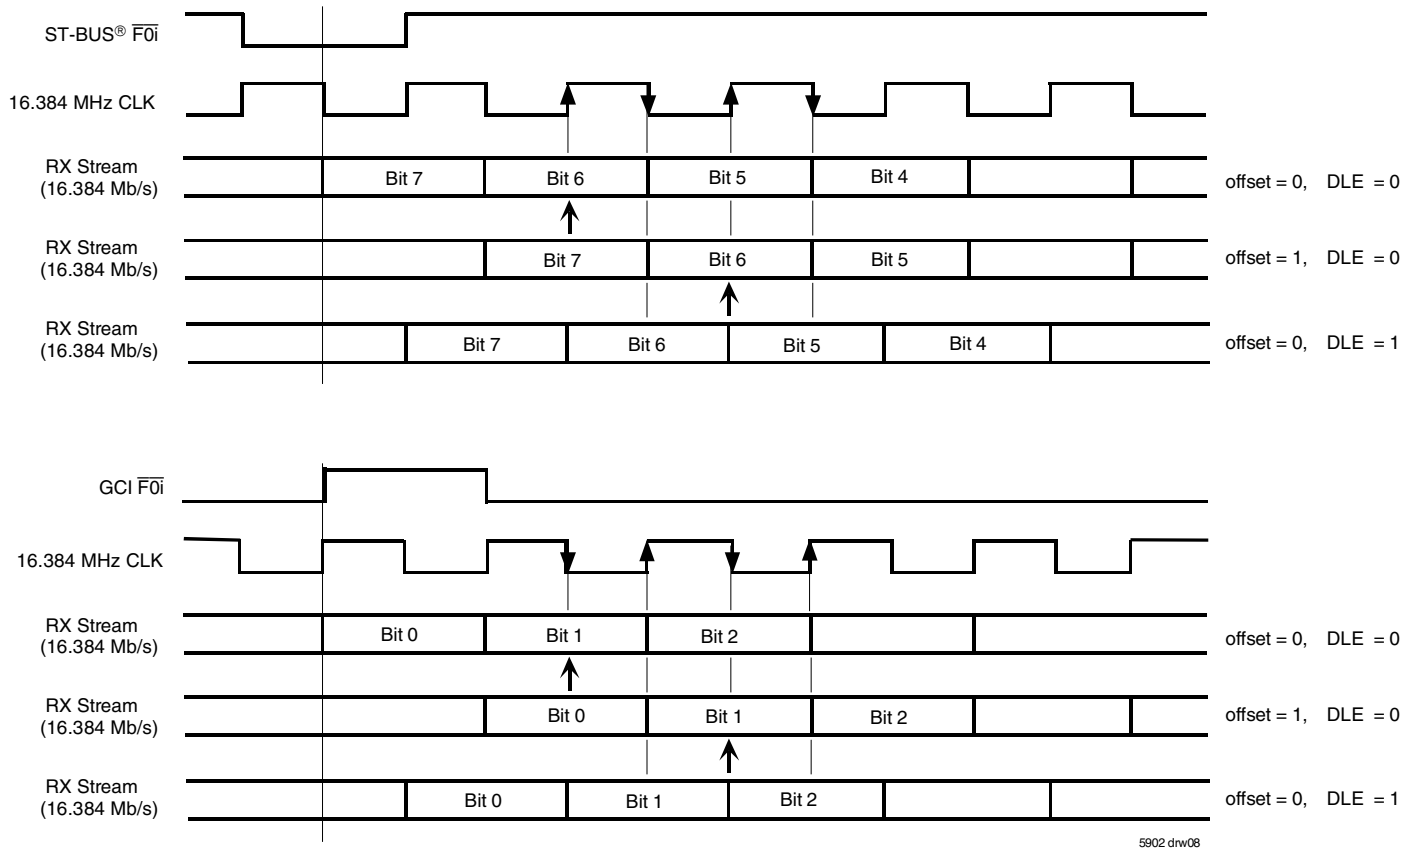 ST-BUS® F0i
16.384 MHz CLK
RX Stream
(16.384 Mb/s)
Bit 7 Bit 6 Bit 5 Bit 4
offset = 0, DLE = 0
RX Stream
(16.384 Mb/s)
Bit 7 Bit 6 Bit 5
offset = 1, DLE = 0
RX Stream
(16.384 Mb/s)
Bit 7 Bit 6 Bit 5 Bit 4
offset = 0, DLE = 1
GCI F0i
16.384 MHz CLK
RX Stream
(16.384 Mb/s)
Bit 0 Bit 1 Bit 2
offset = 0, DLE = 0
RX Stream
(16.384 Mb/s)
Bit 0 Bit 1 Bit 2
offset = 1, DLE = 0
RX Stream
(16.384 Mb/s)
Bit 0 Bit 1 Bit 2
offset = 0, DLE = 1
5902 drw08